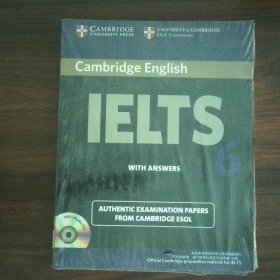 CAMBRIDGE
UNIVERSITY PRESS
UNIVERSITY of CAMBRIDGE
ESOL Examinations
Cambridge English
IELTS
6
WITH ANSWERS
AUTHENTIC EXAMINATION PAPERS
FROM CAMBRIDGE ESOL
Official Cambridge preparation material for IELTS